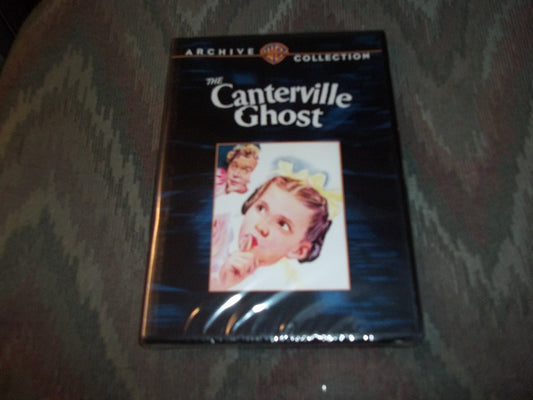 ARCHIVE COLLECTION
THE
Canterville
Ghost